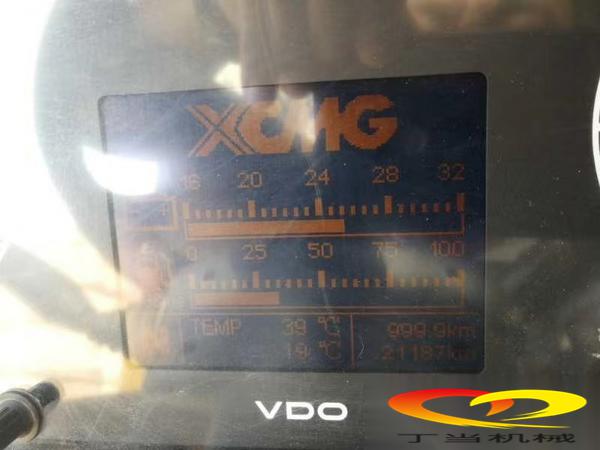 XCMG
16 20 24 28 32
0 25 50 75 100
TEMP 39 °C 999.9km
19 °C 21187km
VDO
丁当机械